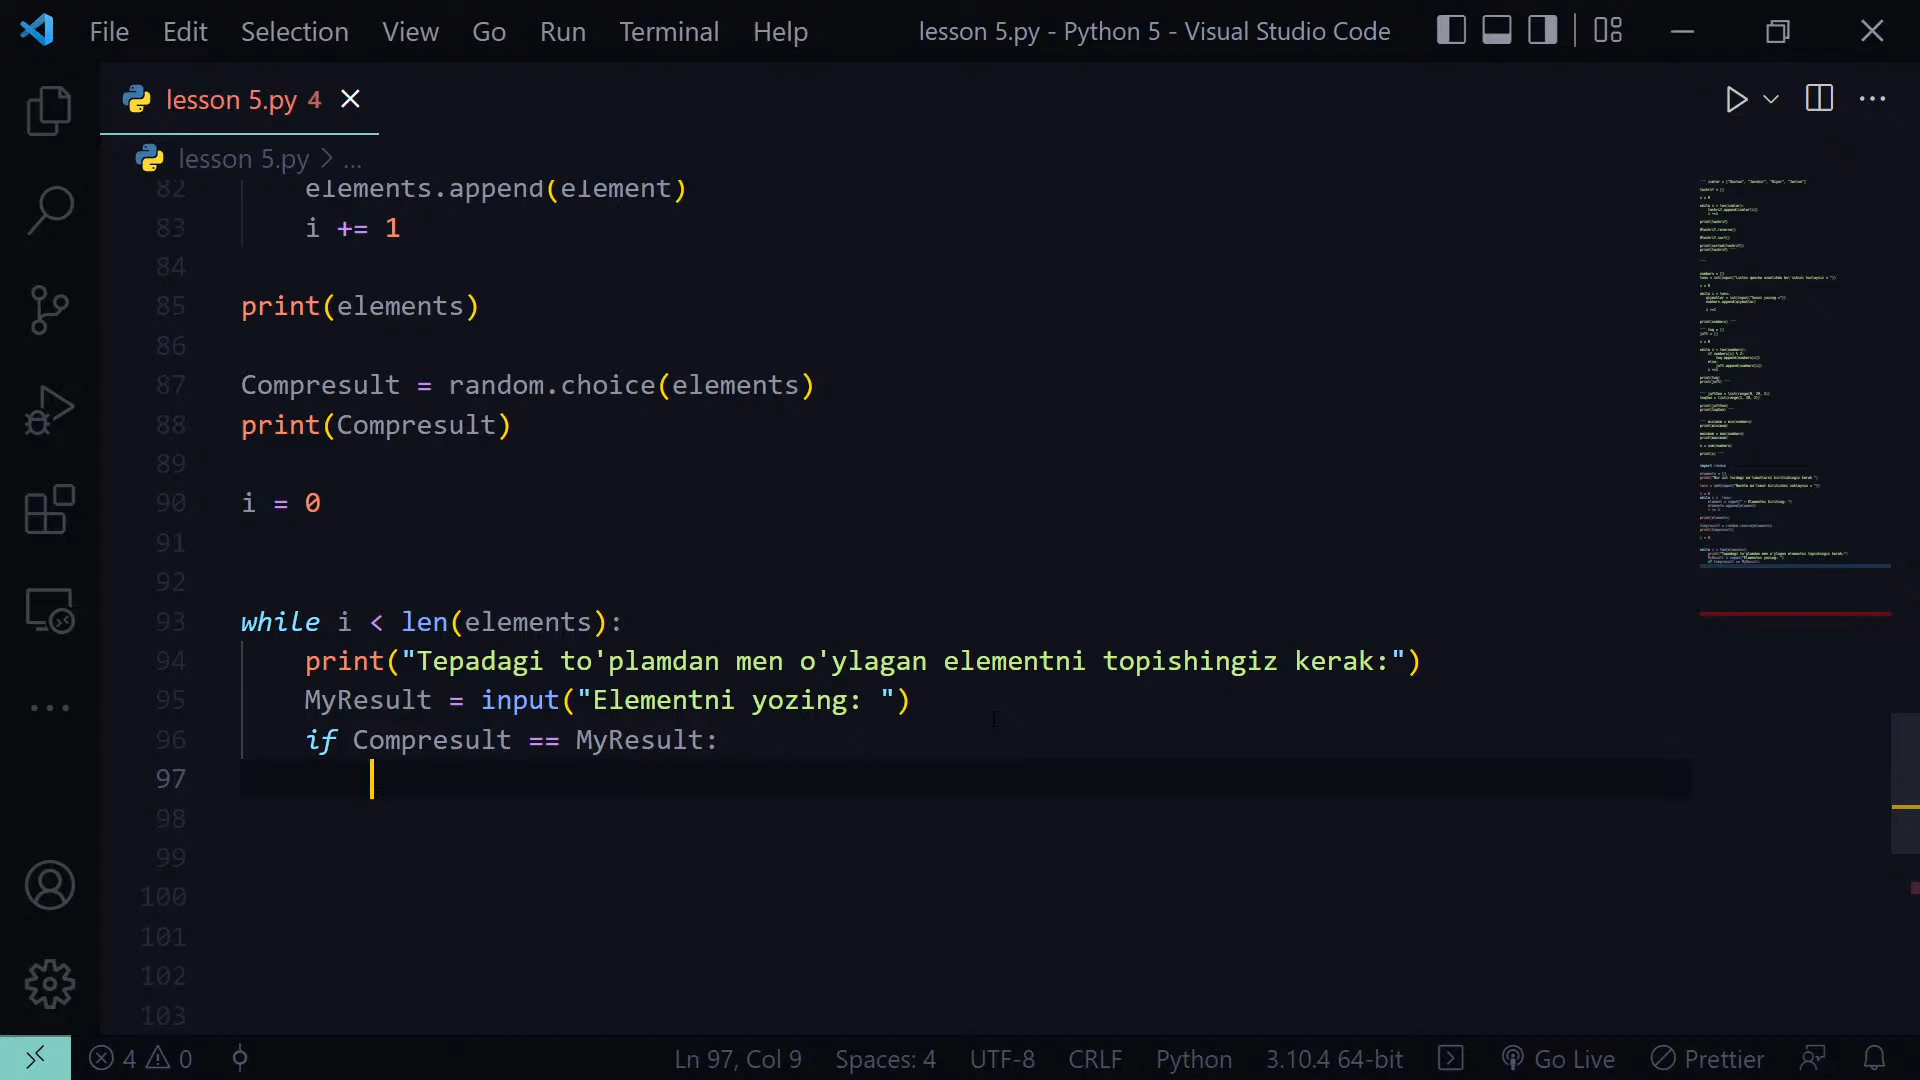 File Edit Selection View Go Run Terminal Help lesson 5.py - Python 5 - Visual Studio Code
lesson 5.py 4
lesson 5.py > ...
82 elements.append(element)
83 i += 1
84
85 print(elements)
86
87 Compresult = random.choice(elements)
88 print(Compresult)
89
90 i = 0
91
92
93 while i < len(elements):
94 print("Tepadagi to'plamdan men o'ylagan elementni topishingiz kerak:")
95 MyResult = input("Elementni yozing: ")
96 if Compresult == MyResult:
97
98
99
100
101
102
103
4 0 Ln 97, Col 9 Spaces: 4 UTF-8 CRLF Python 3.10.4 64-bit Go Live Prettier